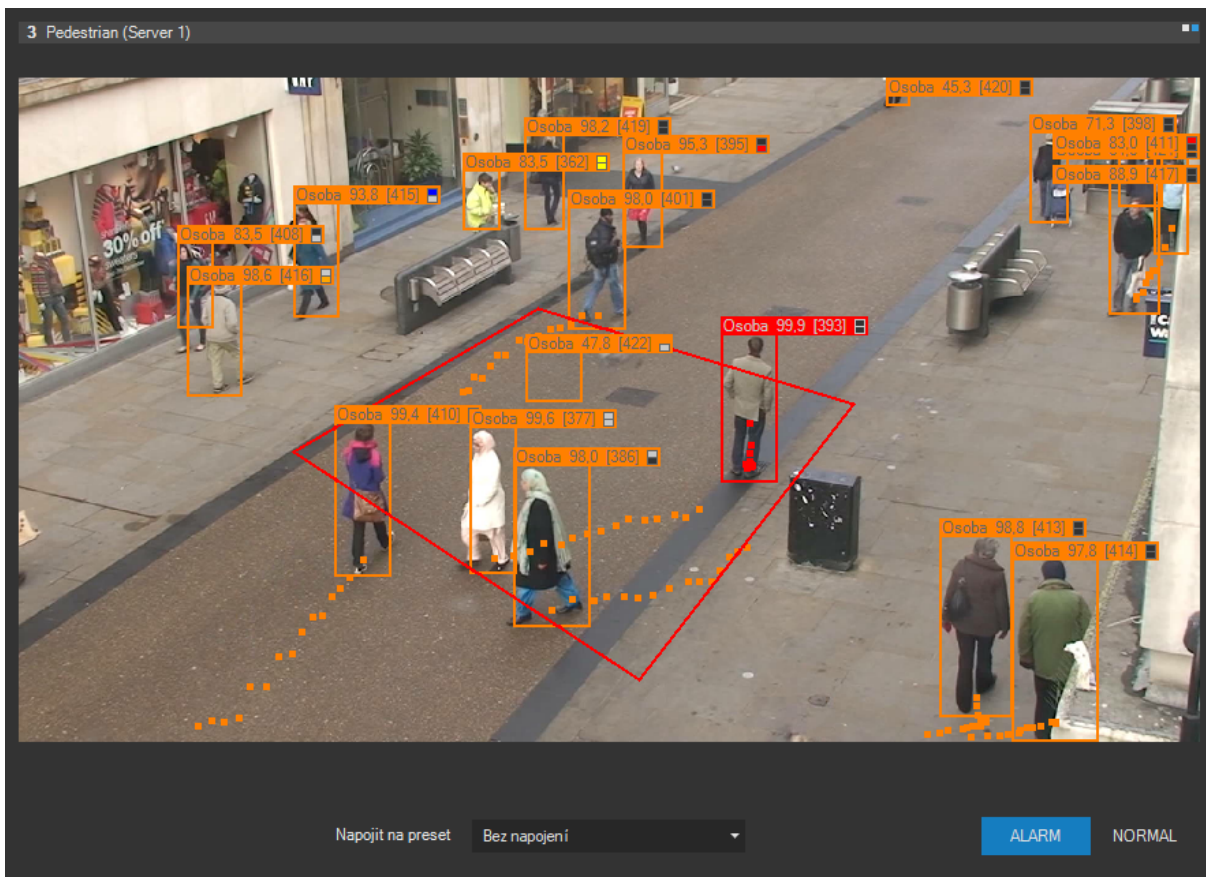 3 Pedestrian (Server 1)
Osoba 45,3 [420]
Osoba 98,2 [419]
Osoba 71,3 [398]
Osoba 95,3 [395]
Osoba 83,0 [411]
Osoba 83,5 [362]
Osoba 88,9 [417]
Osoba 93,8 [415]
Osoba 98,0 [401]
Osoba 83,5 [408]
30% off
Osoba 98,6 [416]
Osoba 99,9 [393]
Osoba 47,8 [422]
Osoba 99,4 [410]
Osoba 99,6 [377]
Osoba 98,0 [386]
Osoba 98,8 [413]
Osoba 97,8 [414]
Napojit na preset
Bez napojení
ALARM
NORMAL